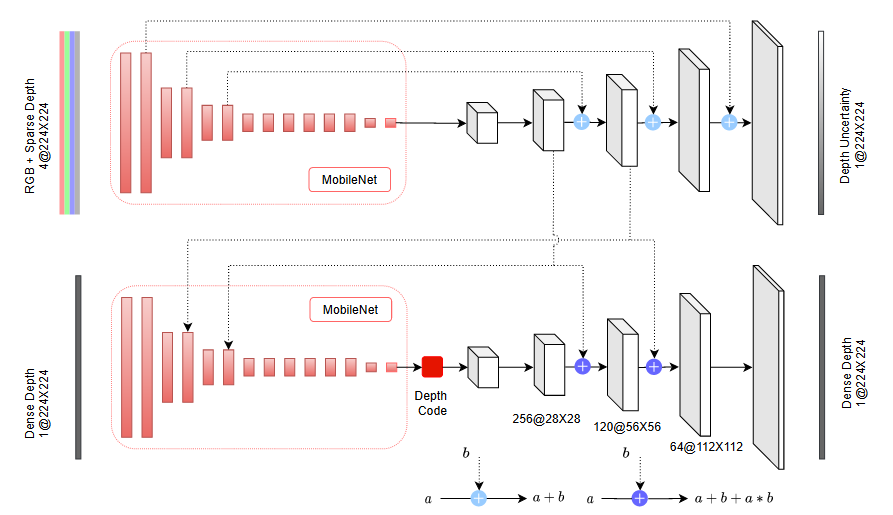 RGB + Sparse Depth
4@224X224
MobileNet
Depth Uncertainty
1@224X224
Dense Depth
1@224X224
MobileNet
Depth
Code
256@28X28
120@56X56
64@112X112
Dense Depth
1@224X224
b
a
a + b
b
a
a + b + a * b